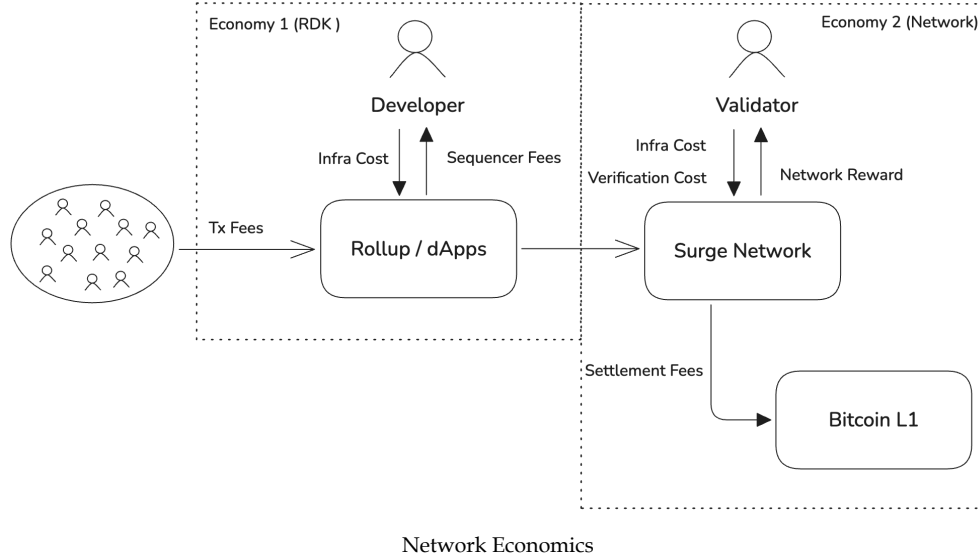 Economy 1 (RDK )
Economy 2 (Network)
Developer
Validator
Infra Cost
Sequencer Fees
Infra Cost
Verification Cost
Network Reward
Tx Fees
Rollup / dApps
Surge Network
Settlement Fees
Bitcoin L1
Network Economics